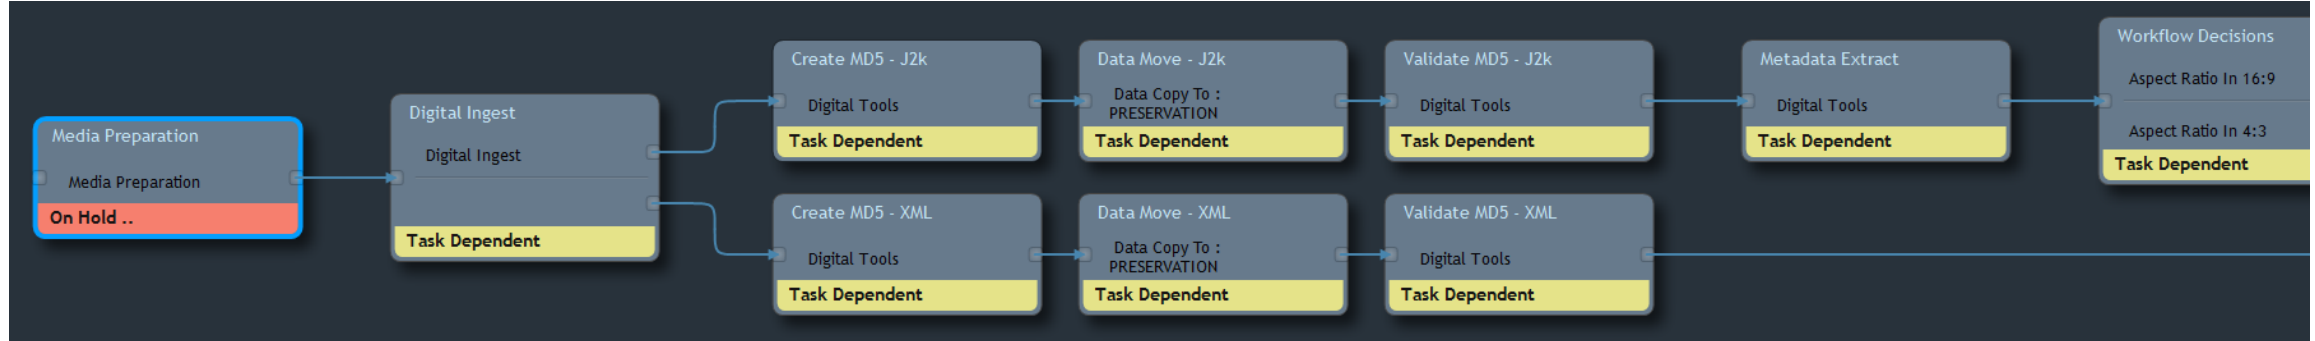 Media Preparation
Media Preparation
On Hold ..
Digital Ingest
Digital Ingest
Task Dependent
Create MD5 - J2k
Digital Tools
Task Dependent
Data Move - J2k
Data Copy To :
PRESERVATION
Task Dependent
Validate MD5 - J2k
Digital Tools
Task Dependent
Metadata Extract
Digital Tools
Task Dependent
Workflow Decisions
Aspect Ratio In 16:9
Aspect Ratio In 4:3
Task Dependent
Create MD5 - XML
Digital Tools
Task Dependent
Data Move - XML
Data Copy To :
PRESERVATION
Task Dependent
Validate MD5 - XML
Digital Tools
Task Dependent